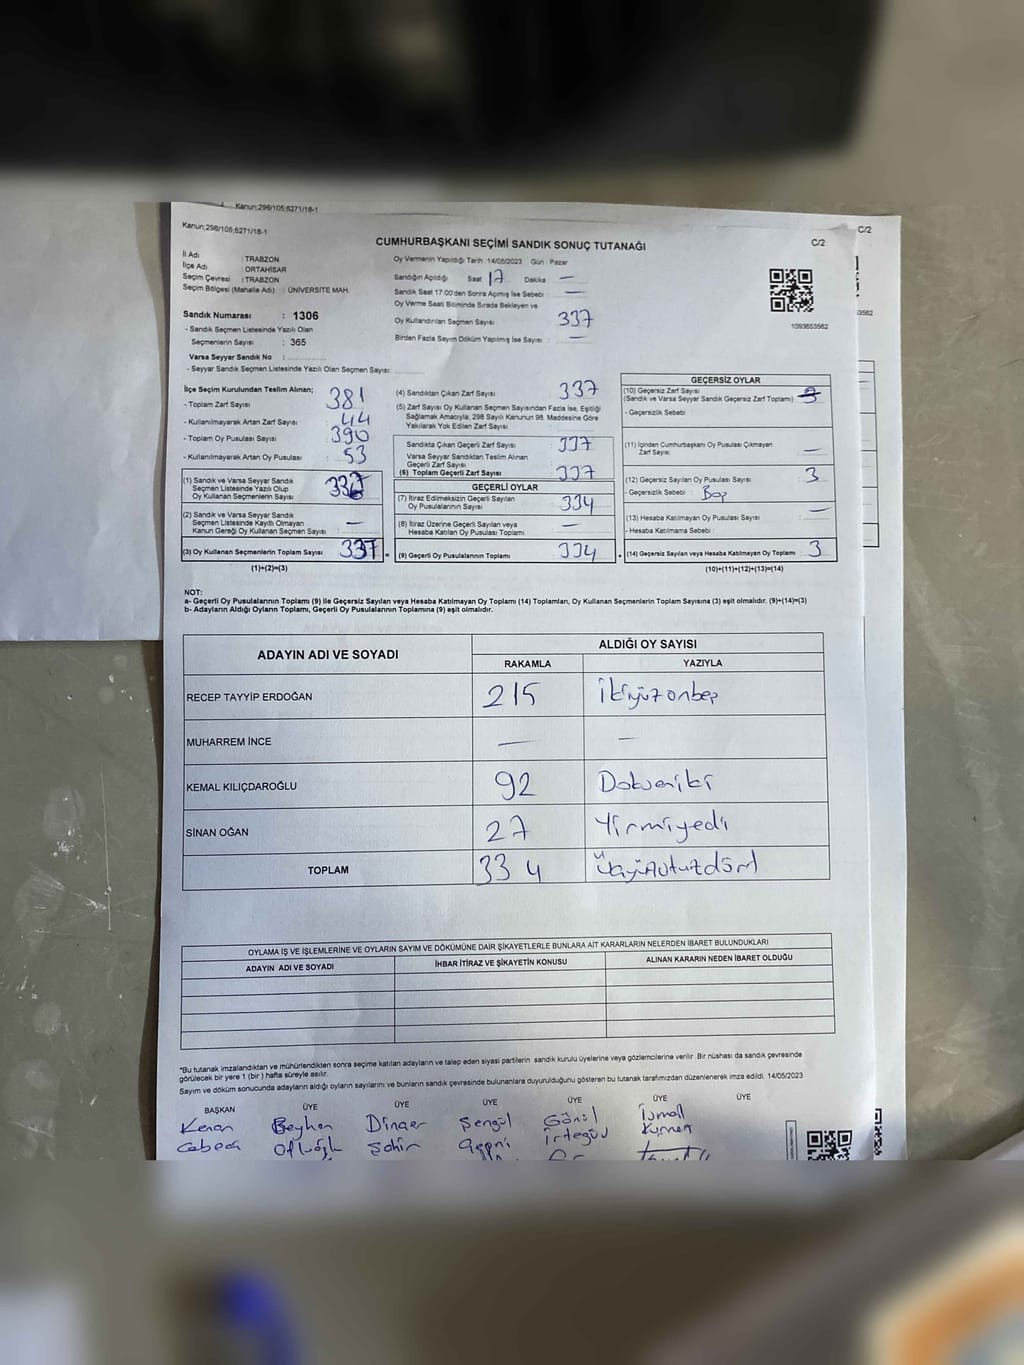 Kanun:298/105;6271/18-1
Kanun;298/105;6271/18-1
C/2
C/2
CUMHURBAŞKANI SEÇİMİ SANDIK SONUÇ TUTANAĞI
İl Adı : TRABZON
İlçe Adı : ORTAHİSAR
Seçim Çevresi : TRABZON
Seçim Bölgesi (Mahalle Adı) : ÜNİVERSİTE MAH.
Sandık Numarası : 1306
- Sandık Seçmen Listesinde Yazılı Olan
Seçmenlerin Sayısı : 365
Varsa Seyyar Sandık No :
- Seyyar Sandık Seçmen Listesinde Yazılı Olan Seçmen Sayısı:
Oy Vermenin Yapıldığı Tarih :14/05/2023 Gün : Pazar
Sandığın Açıldığı Saat 17 Dakika —
Sandık Saat 17:00'den Sonra Açımış İse Sebebi : —
Oy Verme Saati Bitiminde Sırada Bekleyen ve
Oy Kullandırılan Seçmen Sayısı : 337
Birden Fazla Sayım Döküm Yapılmış İse Sayısı : —
1093653562
3562
İlçe Seçim Kurulundan Teslim Alınan;
- Toplam Zarf Sayısı : 381
- Kullanılmayarak Artan Zarf Sayısı : 44
- Toplam Oy Pusulası Sayısı : 390
- Kullanılmayarak Artan Oy Pusulası : 53
(1) Sandık ve Varsa Seyyar Sandık
Seçmen Listesinde Yazılı Olup
Oy Kullanan Seçmenlerin Sayısı : 337
(2) Sandık ve Varsa Seyyar Sandık
Seçmen Listesinde Kayıtlı Olmayan
Kanun Gereği Oy Kullanan Seçmen Sayısı : —
(3) Oy Kullanan Seçmenlerin Toplam Sayısı : 337
(1)+(2)=(3)
(4) Sandıktan Çıkan Zarf Sayısı : 337
(5) Zarf Sayısı Oy Kullanan Seçmen Sayısından Fazla ise, Eşitliği
Sağlamak Amacıyla; 298 Sayılı Kanunun 98. Maddesine Göre
Yakılarak Yok Edilen Zarf Sayısı :
Sandıkta Çıkan Geçerli Zarf Sayısı : 337
Varsa Seyyar Sandıktan Teslim Alınan
Geçerli Zarf Sayısı :
(6) Toplam Geçerli Zarf Sayısı : 337
GEÇERLİ OYLAR
(7) İtiraz Edilmeksizin Geçerli Sayılan
Oy Pusulalarının Sayısı : 334
(8) İtiraz Üzerine Geçerli Sayılan veya
Hesaba Katılan Oy Pusulası Toplamı : —
(9) Geçerli Oy Pusulalarının Toplamı : 334
GEÇERSİZ OYLAR
(10) Geçersiz Zarf Sayısı
(Sandık ve Varsa Seyyar Sandık Geçersiz Zarf Toplamı)
- Geçersizlik Sebebi :
(11) İçinden Cumhurbaşkanı Oy Pusulası Çıkmayan
Zarf Sayısı : —
(12) Geçersiz Sayılan Oy Pusulası Sayısı : 3
- Geçersizlik Sebebi : Boş
(13) Hesaba Katılmayan Oy Pusulası Sayısı : —
- Hesaba Katılmama Sebebi :
(14) Geçersiz Sayılan veya Hesaba Katılmayan Oy Toplamı : 3
(10)+(11)+(12)+(13)=(14)
NOT:
a- Geçerli Oy Pusulalarının Toplamı (9) ile Geçersiz Sayılan veya Hesaba Katılmayan Oy Toplamı (14) Toplamları, Oy Kullanan Seçmenlerin Toplam Sayısına (3) eşit olmalıdır. (9)+(14)=(3)
b- Adayların Aldığı Oyların Toplamı, Geçerli Oy Pusulalarının Toplamına (9) eşit olmalıdır.
ADAYIN ADI VE SOYADI
ALDIĞI OY SAYISI
RAKAMLA YAZIYLA
RECEP TAYYİP ERDOĞAN 215 İkiyüzonbeş
MUHARREM İNCE — —
KEMAL KILIÇDAROĞLU 92 Doksaniki
SİNAN OĞAN 27 Yirmiyedi
TOPLAM 334 Üçyüzotuzdört
OYLAMA İŞ VE İŞLEMLERİNE VE OYLARIN SAYIM VE DÖKÜMÜNE DAİR ŞİKAYETLERLE BUNLARA AİT KARARLARIN NELERDEN İBARET BULUNDUKLARI
ADAYIN ADI VE SOYADI İHBAR İTİRAZ VE ŞİKAYETİN KONUSU ALINAN KARARIN NEDEN İBARET OLDUĞU
*Bu tutanak imzalandıktan ve mühürlendikten sonra seçime katılan adayların ve talep eden siyasi partilerin sandık kurulu üyelerine veya gözlemcilerine verilir. Bir nüshası da sandık çevresinde
görülecek bir yere 1 (bir) hafta süreyle asılır.
Sayım ve döküm sonucunda adayların aldığı oyların sayılarını ve bunların sandık çevresinde bulunanlara duyurulduğunu gösteren bu tutanak tarafımızdan düzenlenerek imza edildi. 14/05/2023
BAŞKAN ÜYE ÜYE ÜYE ÜYE ÜYE ÜYE
Kenan Beyhan Dinçer Şengül Gönül İsmail
Şahin